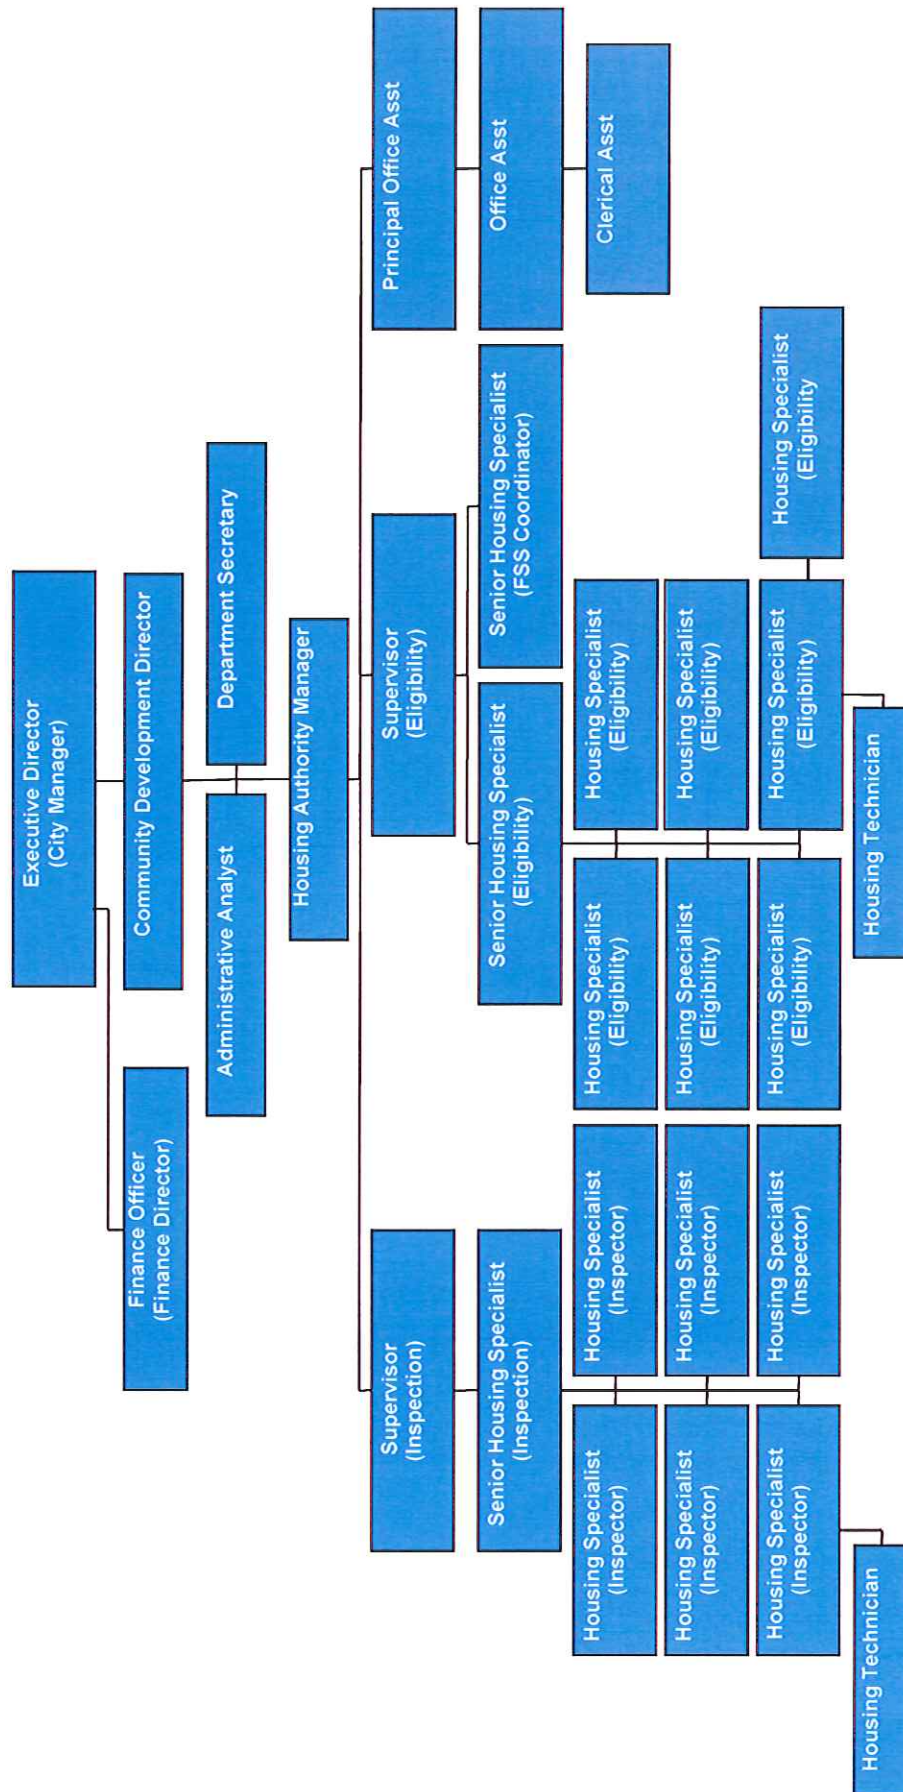 Executive Director
(City Manager)
Finance Officer
(Finance Director)
Community Development Director
Administrative Analyst
Department Secretary
Housing Authority Manager
Supervisor
(Inspection)
Supervisor
(Eligibility)
Principal Office Asst
Senior Housing Specialist
(Inspection)
Senior Housing Specialist
(Eligibility)
Senior Housing Specialist
(FSS Coordinator)
Office Asst
Housing Specialist
(Inspector)
Housing Specialist
(Inspector)
Housing Specialist
(Eligibility)
Housing Specialist
(Eligibility)
Clerical Asst
Housing Specialist
(Inspector)
Housing Specialist
(Inspector)
Housing Specialist
(Eligibility)
Housing Specialist
(Eligibility)
Housing Specialist
(Inspector)
Housing Specialist
(Inspector)
Housing Specialist
(Eligibility)
Housing Specialist
(Eligibility)
Housing Specialist
(Eligibility
Housing Technician
Housing Technician